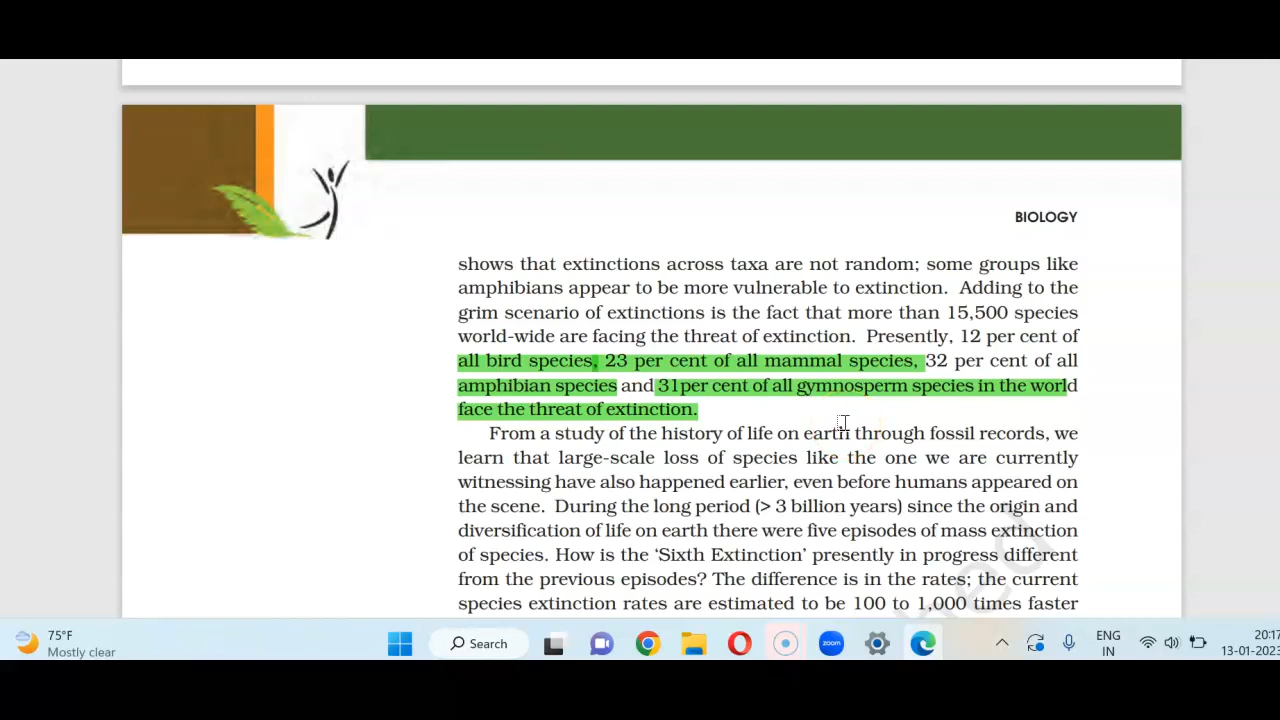 BIOLOGY
shows that extinctions across taxa are not random; some groups like
amphibians appear to be more vulnerable to extinction. Adding to the
grim scenario of extinctions is the fact that more than 15,500 species
world-wide are facing the threat of extinction. Presently, 12 per cent of
all bird species, 23 per cent of all mammal species, 32 per cent of all
amphibian species and 31per cent of all gymnosperm species in the world
face the threat of extinction.
From a study of the history of life on earth through fossil records, we
learn that large-scale loss of species like the one we are currently
witnessing have also happened earlier, even before humans appeared on
the scene. During the long period (> 3 billion years) since the origin and
diversification of life on earth there were five episodes of mass extinction
of species. How is the ‘Sixth Extinction’ presently in progress different
from the previous episodes? The difference is in the rates; the current
species extinction rates are estimated to be 100 to 1,000 times faster
75°F
Mostly clear
Search
zoom
ENG
IN
20:17
13-01-2023